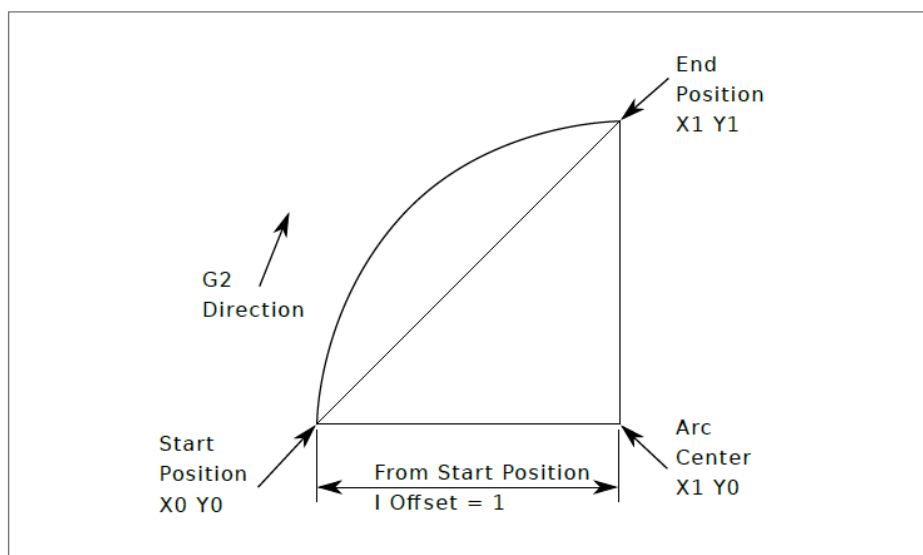 End
Position
X1 Y1
G2
Direction
Start
Position
X0 Y0
From Start Position
I Offset = 1
Arc
Center
X1 Y0